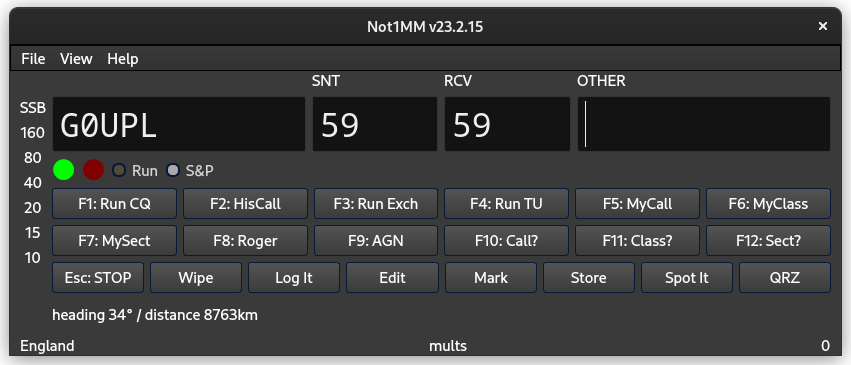 Not1MM v23.2.15 ×
File View Help
SNT RCV OTHER
SSB G0UPL 59 59
160
80
Run S&P
40 F1: Run CQ F2: HisCall F3: Run Exch F4: Run TU F5: MyCall F6: MyClass
20
15 F7: MySect F8: Roger F9: AGN F10: Call? F11: Class? F12: Sect?
10 Esc: STOP Wipe Log It Edit Mark Store Spot It QRZ
heading 34° / distance 8763km
England mults 0